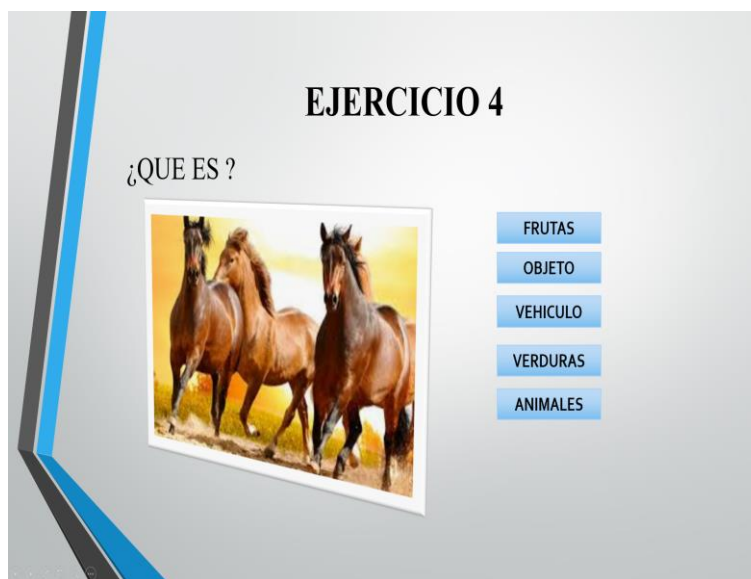 EJERCICIO 4
¿QUE ES ?
FRUTAS
OBJETO
VEHICULO
VERDURAS
ANIMALES